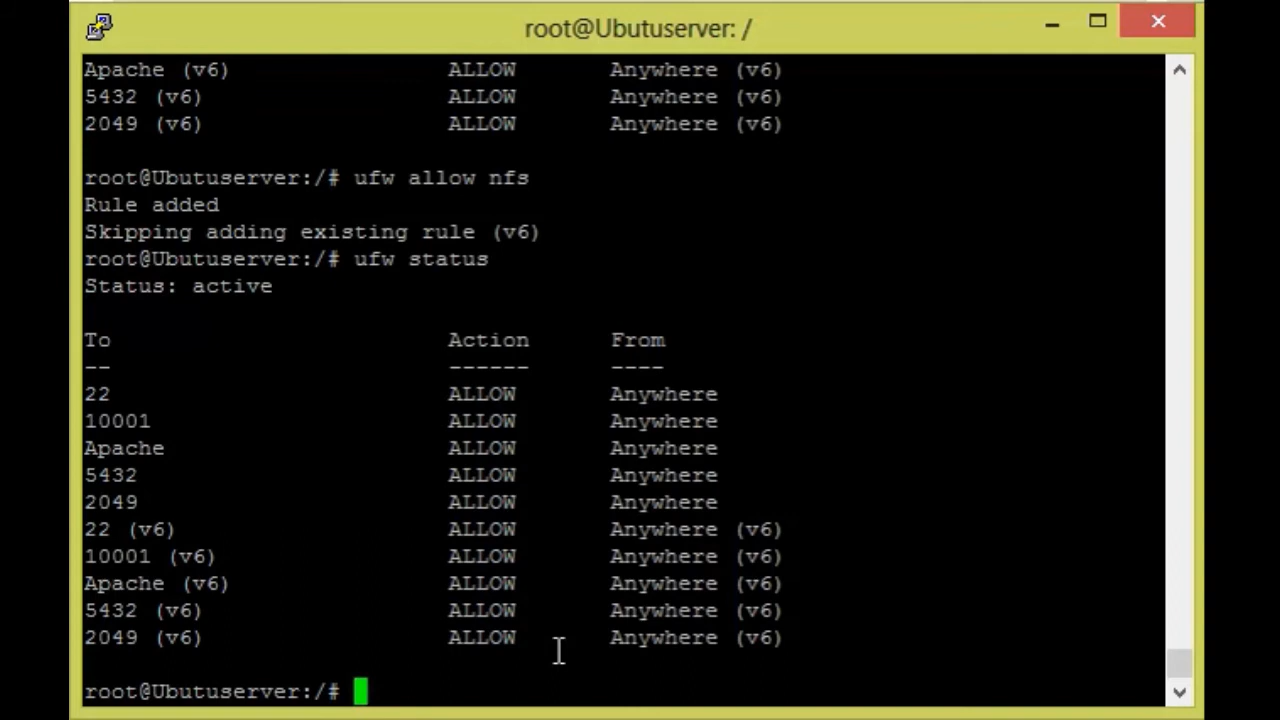 root@Ubutuserver: /
Apache (v6) ALLOW Anywhere (v6)
5432 (v6) ALLOW Anywhere (v6)
2049 (v6) ALLOW Anywhere (v6)
root@Ubutuserver:/# ufw allow nfs
Rule added
Skipping adding existing rule (v6)
root@Ubutuserver:/# ufw status
Status: active
To Action From
-- ------ ----
22 ALLOW Anywhere
10001 ALLOW Anywhere
Apache ALLOW Anywhere
5432 ALLOW Anywhere
2049 ALLOW Anywhere
22 (v6) ALLOW Anywhere (v6)
10001 (v6) ALLOW Anywhere (v6)
Apache (v6) ALLOW Anywhere (v6)
5432 (v6) ALLOW Anywhere (v6)
2049 (v6) ALLOW Anywhere (v6)
root@Ubutuserver:/#